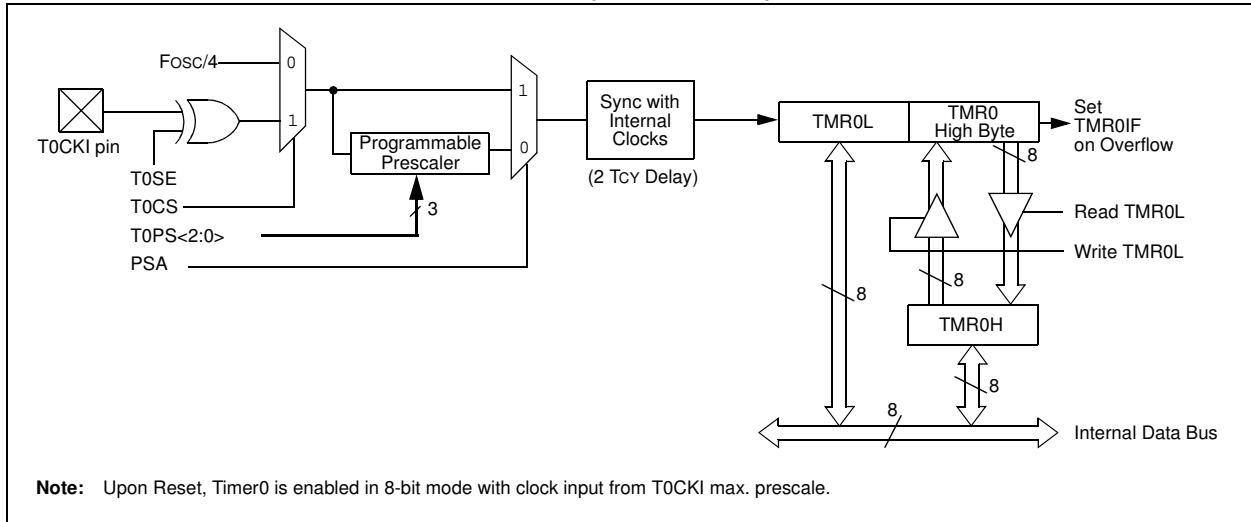 FOSC/4
0
1
T0CKI pin
T0SE
T0CS
T0PS<2:0>
PSA
Programmable
Prescaler
3
1
0
Sync with
Internal
Clocks
(2 TCY Delay)
TMR0L
TMR0
High Byte
Set
TMR0IF
on Overflow
8
Read TMR0L
Write TMR0L
8
8
TMR0H
8
8
Internal Data Bus
Note: Upon Reset, Timer0 is enabled in 8-bit mode with clock input from T0CKI max. prescale.